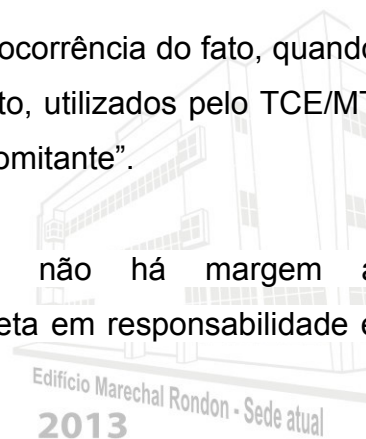 ocorrência do fato, quando
to, utilizados pelo TCE/MT
omitante”.
não há margem a
eta em responsabilidade e
Edifício Marechal Rondon - Sede atual
2013